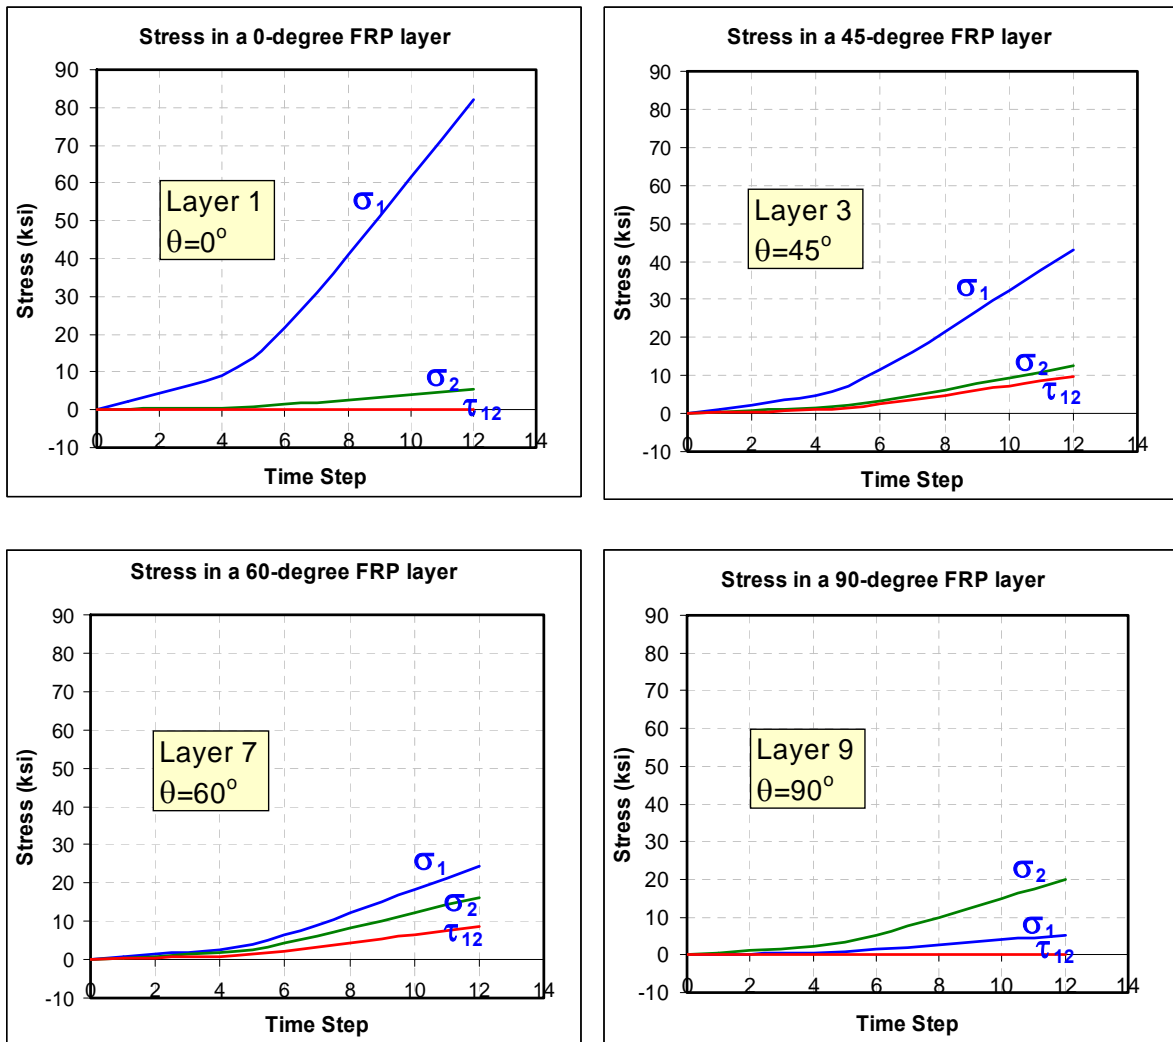 Stress in a 0-degree FRP layer
90
80
70
60
50
40
30
20
10
0
-10
Stress (ksi)
Layer 1
θ=0°
σ1
σ2
τ12
0 2 4 6 8 10 12 14
Time Step
Stress in a 45-degree FRP layer
90
80
70
60
50
40
30
20
10
0
-10
Stress (ksi)
Layer 3
θ=45°
σ1
σ2
τ12
0 2 4 6 8 10 12 14
Time Step
Stress in a 60-degree FRP layer
90
80
70
60
50
40
30
20
10
0
-10
Stress (ksi)
Layer 7
θ=60°
σ1
σ2
τ12
0 2 4 6 8 10 12 14
Time Step
Stress in a 90-degree FRP layer
90
80
70
60
50
40
30
20
10
0
-10
Stress (ksi)
Layer 9
θ=90°
σ2
σ1
τ12
0 2 4 6 8 10 12 14
Time Step